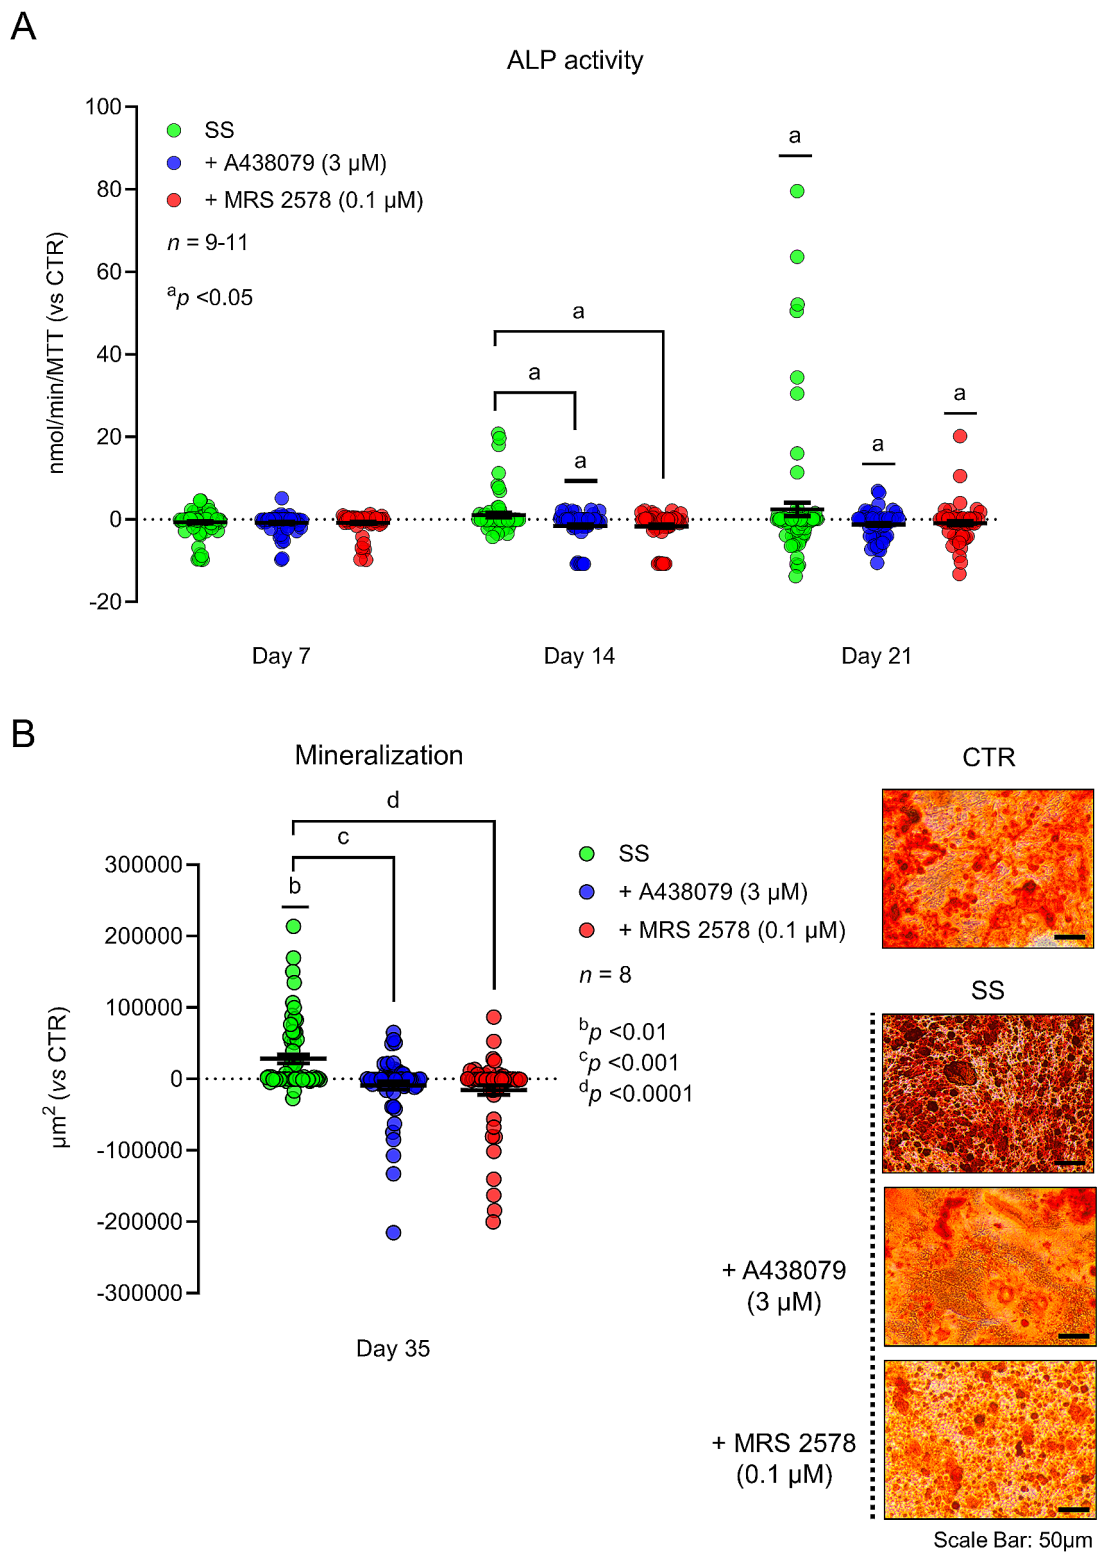 A
ALP activity
100
80
60
40
20
0
-20
nmol/min/MTT (vs CTR)
SS
+ A438079 (3 µM)
+ MRS 2578 (0.1 µM)
n = 9-11
ᵃp <0.05
a
a
a
a
a
a
Day 7
Day 14
Day 21
B
Mineralization
300000
200000
100000
0
-100000
-200000
-300000
µm² (vs CTR)
d
c
b
SS
+ A438079 (3 µM)
+ MRS 2578 (0.1 µM)
n = 8
ᵇp <0.01
ᶜp <0.001
ᵈp <0.0001
Day 35
CTR
SS
+ A438079
(3 µM)
+ MRS 2578
(0.1 µM)
Scale Bar: 50µm